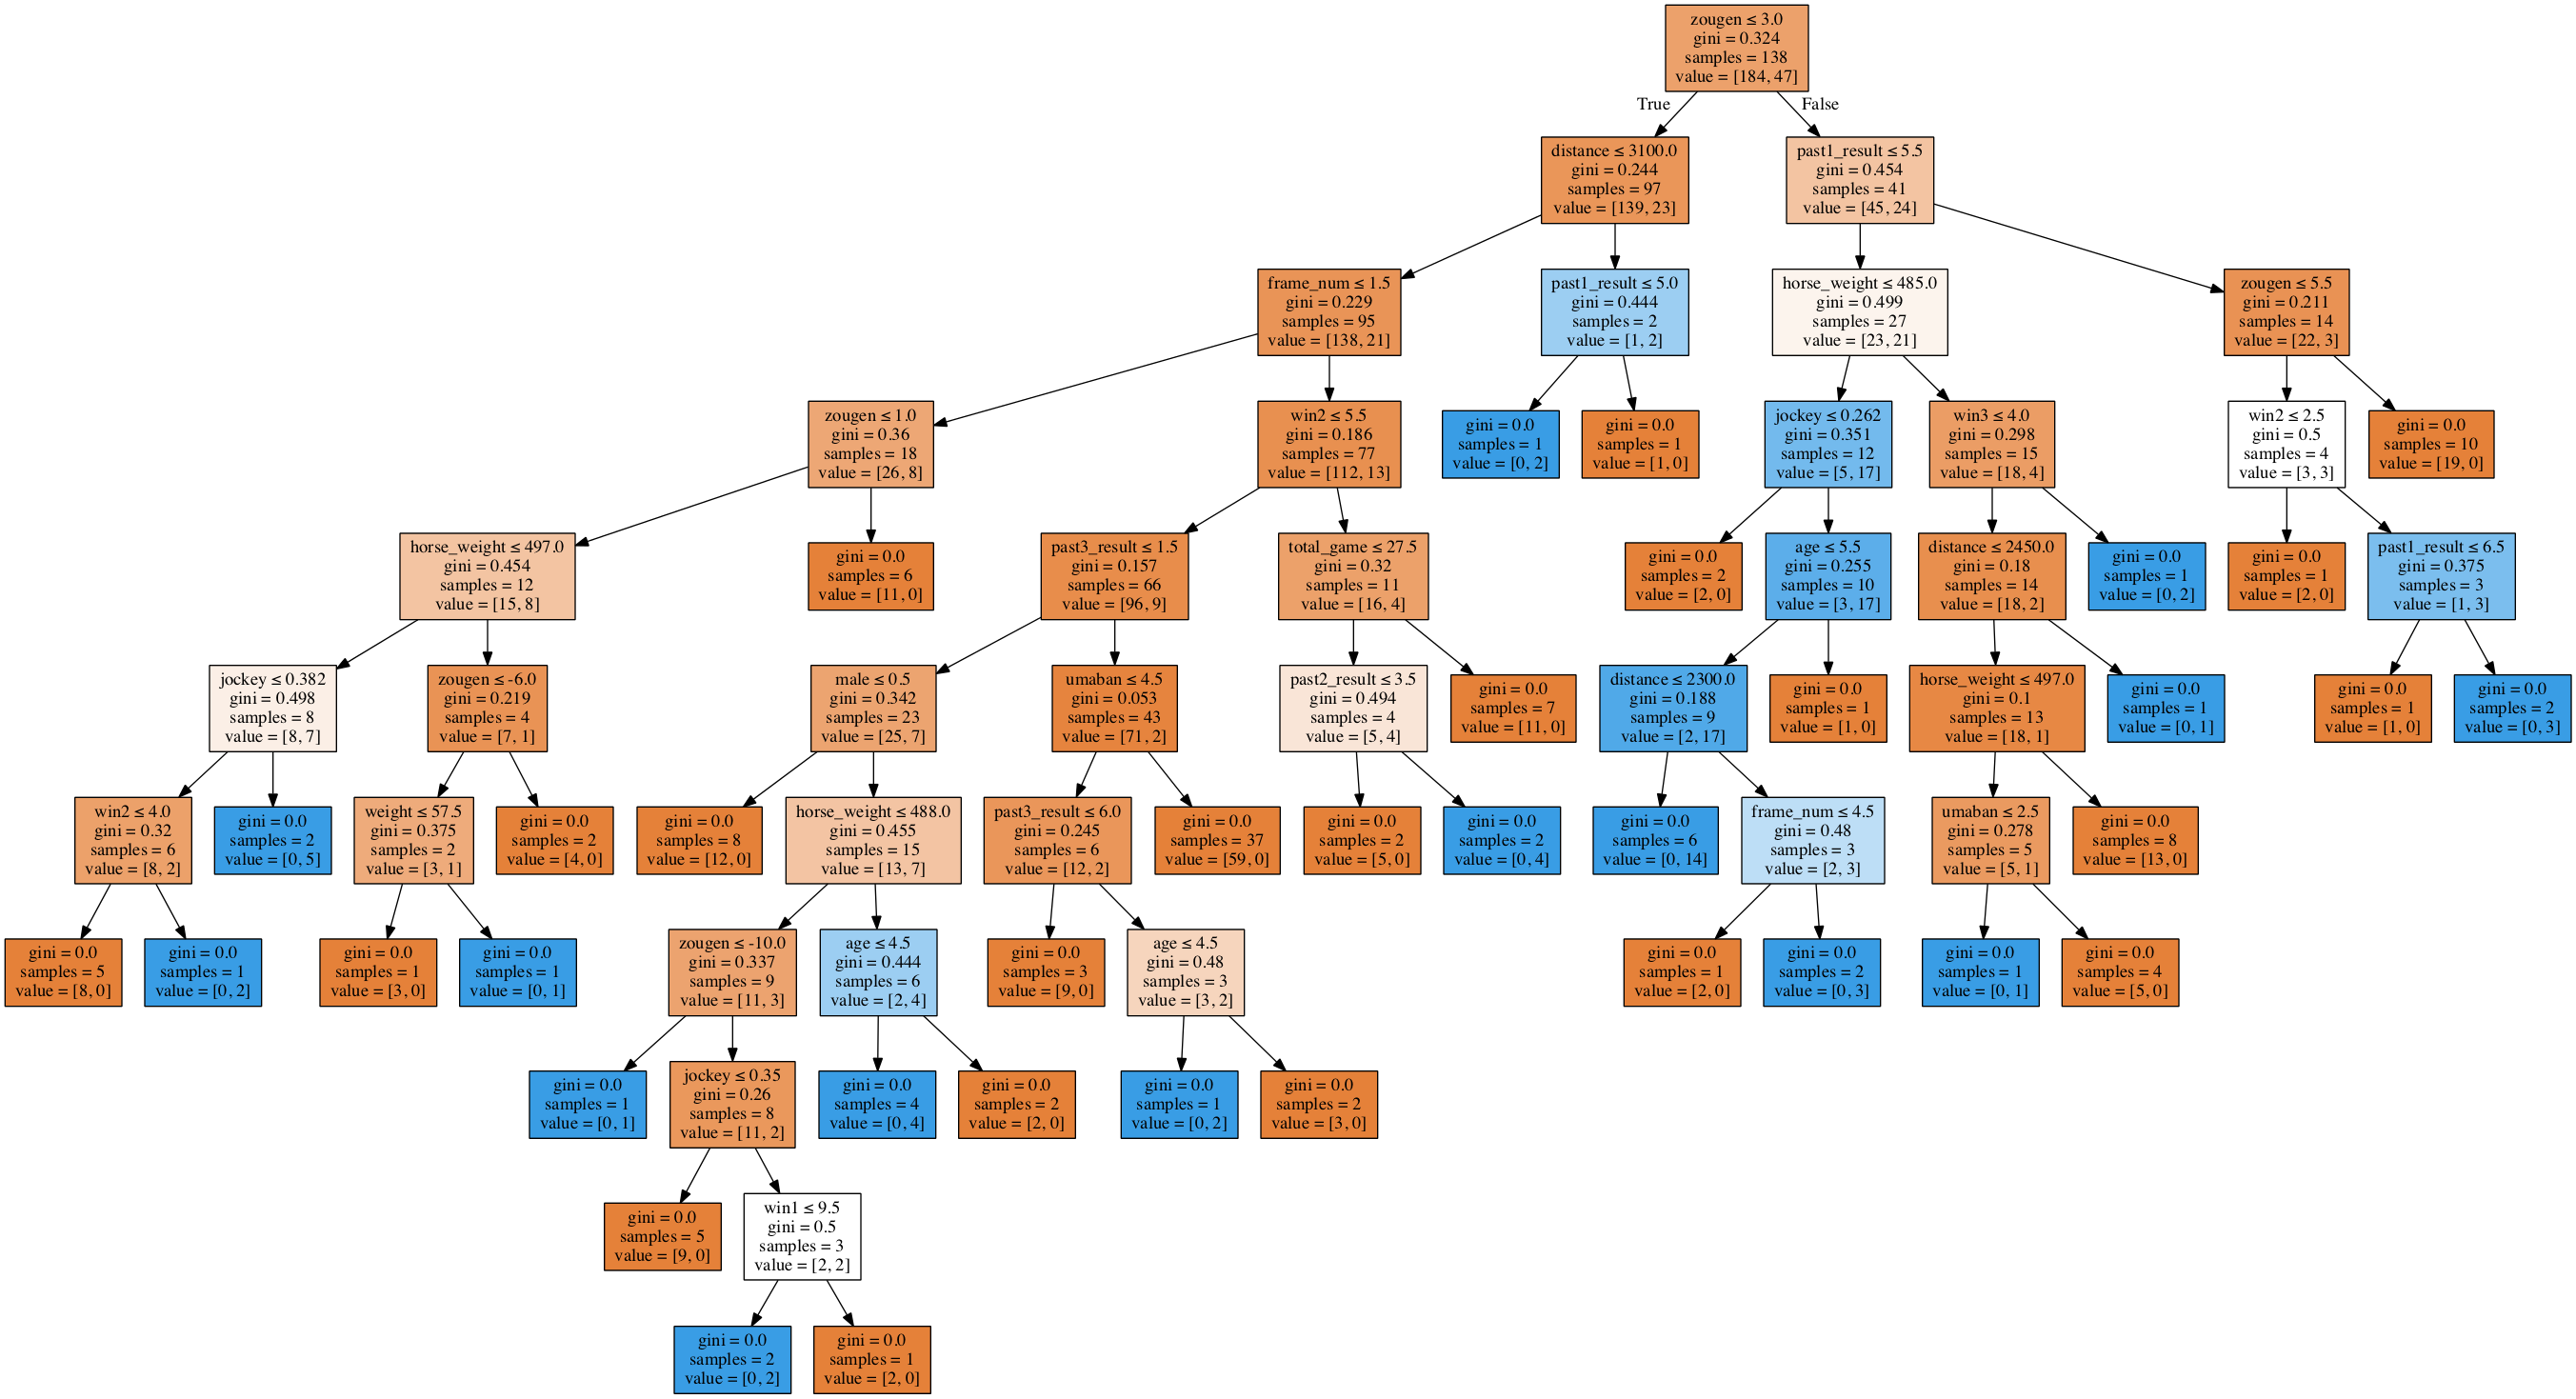 zougen ≤ 3.0
gini = 0.324
samples = 138
value = [184, 47]
True
False
distance ≤ 3100.0
gini = 0.244
samples = 97
value = [139, 23]
past1_result ≤ 5.5
gini = 0.454
samples = 41
value = [45, 24]
frame_num ≤ 1.5
gini = 0.229
samples = 95
value = [138, 21]
past1_result ≤ 5.0
gini = 0.444
samples = 2
value = [1, 2]
horse_weight ≤ 485.0
gini = 0.499
samples = 27
value = [23, 21]
zougen ≤ 5.5
gini = 0.211
samples = 14
value = [22, 3]
zougen ≤ 1.0
gini = 0.36
samples = 18
value = [26, 8]
win2 ≤ 5.5
gini = 0.186
samples = 77
value = [112, 13]
gini = 0.0
samples = 1
value = [0, 2]
gini = 0.0
samples = 1
value = [1, 0]
jockey ≤ 0.262
gini = 0.351
samples = 12
value = [5, 17]
win3 ≤ 4.0
gini = 0.298
samples = 15
value = [18, 4]
win2 ≤ 2.5
gini = 0.5
samples = 4
value = [3, 3]
gini = 0.0
samples = 10
value = [19, 0]
horse_weight ≤ 497.0
gini = 0.454
samples = 12
value = [15, 8]
gini = 0.0
samples = 6
value = [11, 0]
past3_result ≤ 1.5
gini = 0.157
samples = 66
value = [96, 9]
total_game ≤ 27.5
gini = 0.32
samples = 11
value = [16, 4]
gini = 0.0
samples = 2
value = [2, 0]
age ≤ 5.5
gini = 0.255
samples = 10
value = [3, 17]
distance ≤ 2450.0
gini = 0.18
samples = 14
value = [18, 2]
gini = 0.0
samples = 1
value = [0, 2]
gini = 0.0
samples = 1
value = [2, 0]
past1_result ≤ 6.5
gini = 0.375
samples = 3
value = [1, 3]
jockey ≤ 0.382
gini = 0.498
samples = 8
value = [8, 7]
zougen ≤ -6.0
gini = 0.219
samples = 4
value = [7, 1]
male ≤ 0.5
gini = 0.342
samples = 23
value = [25, 7]
umaban ≤ 4.5
gini = 0.053
samples = 43
value = [71, 2]
past2_result ≤ 3.5
gini = 0.494
samples = 4
value = [5, 4]
gini = 0.0
samples = 7
value = [11, 0]
distance ≤ 2300.0
gini = 0.188
samples = 9
value = [2, 17]
gini = 0.0
samples = 1
value = [1, 0]
horse_weight ≤ 497.0
gini = 0.1
samples = 13
value = [18, 1]
gini = 0.0
samples = 1
value = [0, 1]
gini = 0.0
samples = 1
value = [1, 0]
gini = 0.0
samples = 2
value = [0, 3]
win2 ≤ 4.0
gini = 0.32
samples = 6
value = [8, 2]
gini = 0.0
samples = 2
value = [0, 5]
weight ≤ 57.5
gini = 0.375
samples = 2
value = [3, 1]
gini = 0.0
samples = 2
value = [4, 0]
gini = 0.0
samples = 8
value = [12, 0]
horse_weight ≤ 488.0
gini = 0.455
samples = 15
value = [13, 7]
past3_result ≤ 6.0
gini = 0.245
samples = 6
value = [12, 2]
gini = 0.0
samples = 37
value = [59, 0]
gini = 0.0
samples = 2
value = [5, 0]
gini = 0.0
samples = 2
value = [0, 4]
gini = 0.0
samples = 6
value = [0, 14]
frame_num ≤ 4.5
gini = 0.48
samples = 3
value = [2, 3]
umaban ≤ 2.5
gini = 0.278
samples = 5
value = [5, 1]
gini = 0.0
samples = 8
value = [13, 0]
gini = 0.0
samples = 5
value = [8, 0]
gini = 0.0
samples = 1
value = [0, 2]
gini = 0.0
samples = 1
value = [3, 0]
gini = 0.0
samples = 1
value = [0, 1]
zougen ≤ -10.0
gini = 0.337
samples = 9
value = [11, 3]
age ≤ 4.5
gini = 0.444
samples = 6
value = [2, 4]
gini = 0.0
samples = 3
value = [9, 0]
age ≤ 4.5
gini = 0.48
samples = 3
value = [3, 2]
gini = 0.0
samples = 1
value = [2, 0]
gini = 0.0
samples = 2
value = [0, 3]
gini = 0.0
samples = 1
value = [0, 1]
gini = 0.0
samples = 4
value = [5, 0]
gini = 0.0
samples = 1
value = [0, 1]
jockey ≤ 0.35
gini = 0.26
samples = 8
value = [11, 2]
gini = 0.0
samples = 4
value = [0, 4]
gini = 0.0
samples = 2
value = [2, 0]
gini = 0.0
samples = 1
value = [0, 2]
gini = 0.0
samples = 2
value = [3, 0]
gini = 0.0
samples = 5
value = [9, 0]
win1 ≤ 9.5
gini = 0.5
samples = 3
value = [2, 2]
gini = 0.0
samples = 2
value = [0, 2]
gini = 0.0
samples = 1
value = [2, 0]